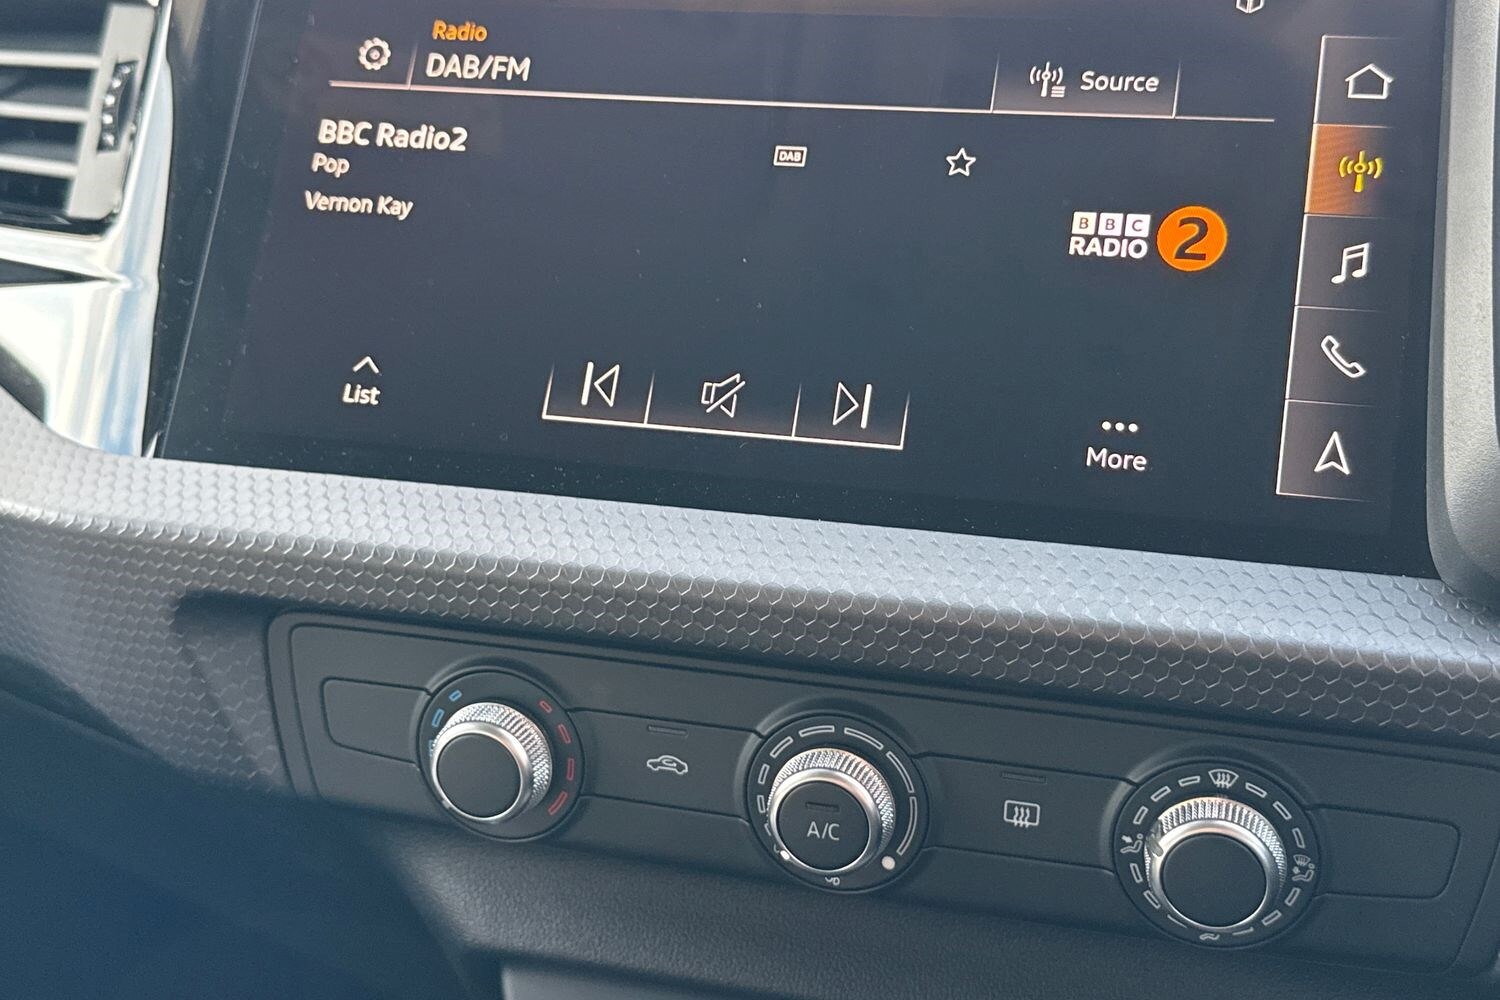 Radio
DAB/FM
Source
BBC Radio2
Pop
Vernon Kay
DAB
BBC
RADIO 2
List
More
A/C